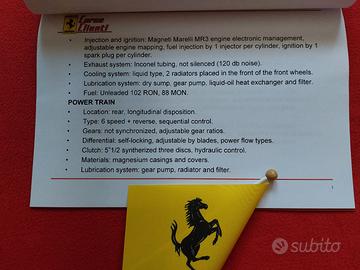 Corse
Clienti
• Injection and ignition: Magneti Marelli MR3 engine electronic management,
adjustable engine mapping, fuel injection by 1 injector per cylinder, ignition by 1
spark plug per cylinder.
• Exhaust system: Inconel tubing, not silenced (120 db noise).
• Cooling system: liquid type, 2 radiators placed in the front of the front wheels.
• Lubrication system: dry sump, gear pump, liquid-oil heat exchanger and filter.
• Fuel: Unleaded 102 RON, 88 MON.
POWER TRAIN
• Location: rear, longitudinal disposition.
• Type: 6 speed + reverse, sequential control.
• Gears: not synchronized, adjustable gear ratios.
• Differential: self-locking, adjustable by blades, power flow types.
• Clutch: 5"1/2 syntherized three discs, hydraulic control.
• Materials: magnesium casings and covers.
• Lubrication system: gear pump, radiator and filter.
subito